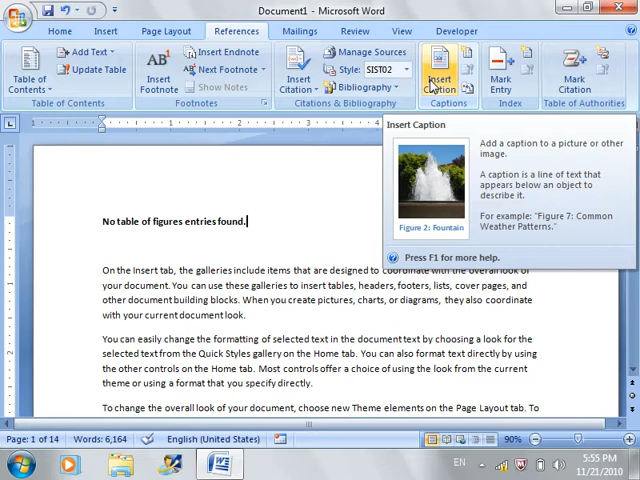 Document1 - Microsoft Word
Home Insert Page Layout References Mailings Review View Developer
Table of Contents
Add Text
Update Table
Table of Contents
AB1
Insert Footnote
Insert Endnote
Next Footnote
Show Notes
Footnotes
Insert Citation
Manage Sources
Style: SIST02
Bibliography
Citations & Bibliography
Insert Caption
Captions
Mark Entry
Index
Mark Citation
Table of Authorities
Insert Caption
Add a caption to a picture or other
image.
A caption is a line of text that
appears below an object to
describe it.
For example: "Figure 7: Common
Weather Patterns."
Figure 2: Fountain
Press F1 for more help.
No table of figures entries found.
On the Insert tab, the galleries include items that are designed to coordinate with the overall look of
your document. You can use these galleries to insert tables, headers, footers, lists, cover pages, and
other document building blocks. When you create pictures, charts, or diagrams, they also coordinate
with your current document look.
You can easily change the formatting of selected text in the document text by choosing a look for the
selected text from the Quick Styles gallery on the Home tab. You can also format text directly by using
the other controls on the Home tab. Most controls offer a choice of using the look from the current
theme or using a format that you specify directly.
To change the overall look of your document, choose new Theme elements on the Page Layout tab. To
Page: 1 of 14 Words: 6,164 English (United States) 90%
EN 5:55 PM
11/21/2010